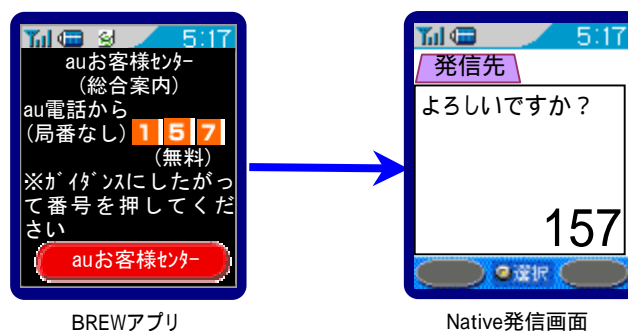 5:17
auお客様ｾﾝﾀｰ
(総合案内)
au電話から
(局番なし) 1 5 7
(無料)
※ｶﾞｲﾀﾞﾝｽにしたがっ
て番号を押してくだ
さい
auお客様ｾﾝﾀｰ
BREWアプリ
5:17
発信先
よろしいですか？
157
選択
Native発信画面